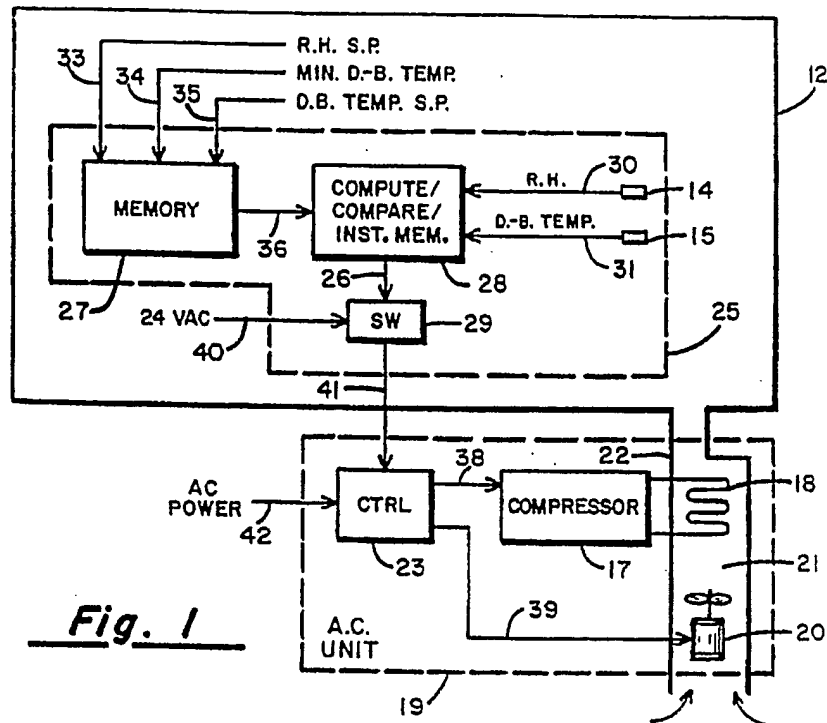 33
R.H. S.P.
34
MIN. D.-B. TEMP.
35
D.B. TEMP. S.P.
12
MEMORY
36
COMPUTE/
COMPARE/
INST. MEM.
R.H.
30
14
D.-B. TEMP.
31
15
27
26
28
24 VAC
40
SW
29
25
41
22
18
AC
POWER
42
CTRL
23
38
COMPRESSOR
17
21
39
20
A.C.
UNIT
19
Fig. 1